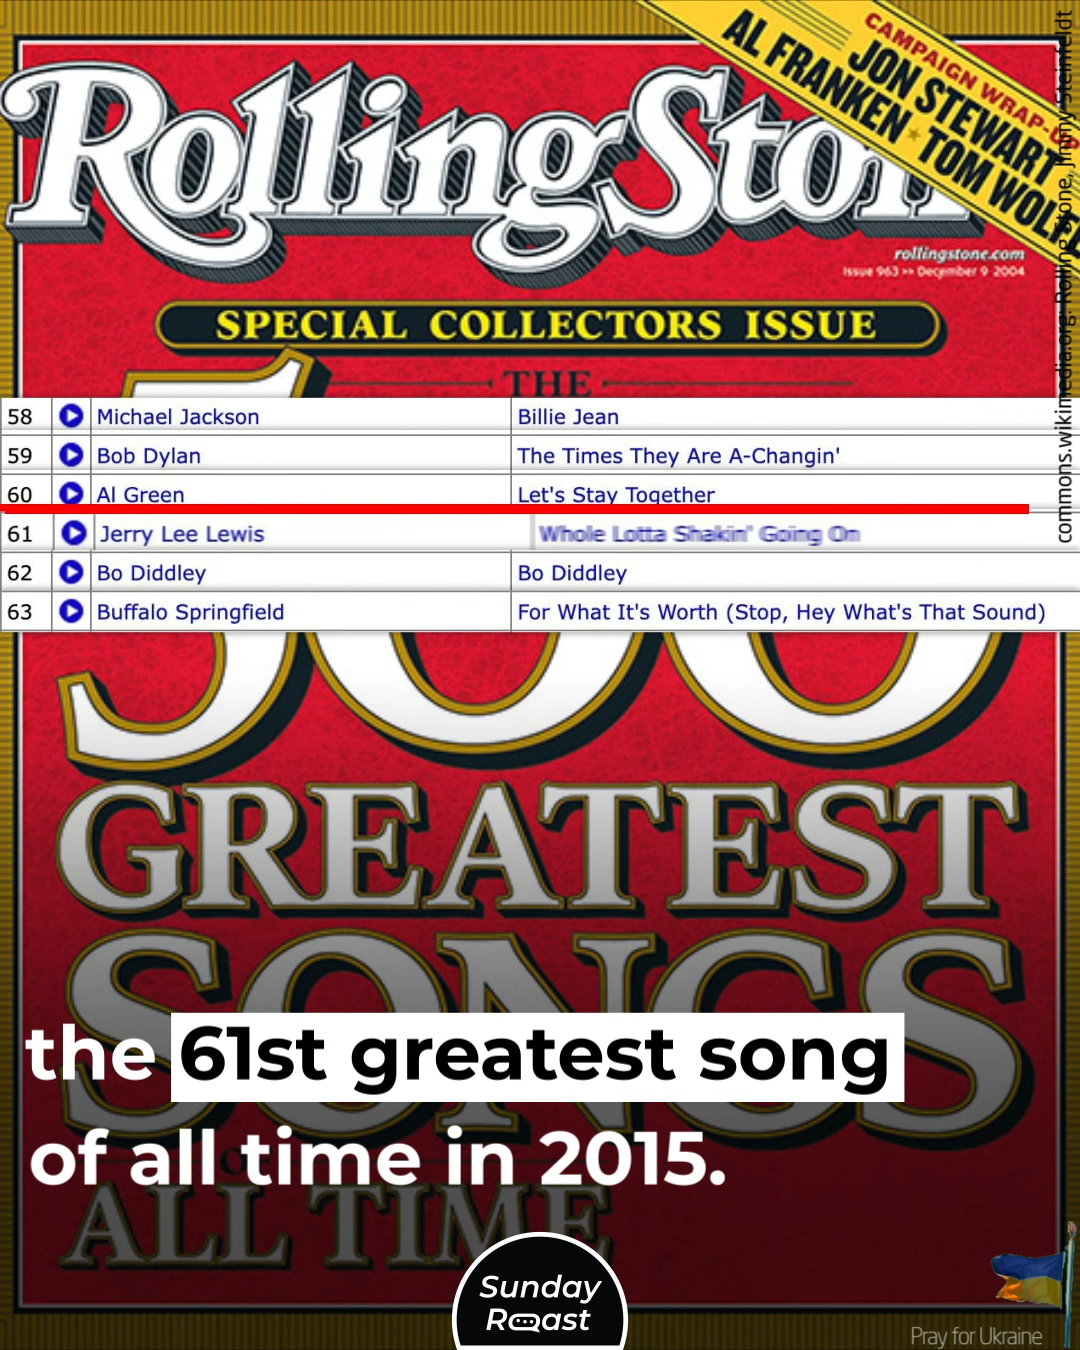 RollingSton
CAMPAIGN WRAP-UP
JON STEWART
AL FRANKEN ★ TOM WOLFE
rollingstone.com
Issue 963 >> December 9 2004
SPECIAL COLLECTORS ISSUE
THE
58 Michael Jackson Billie Jean
59 Bob Dylan The Times They Are A-Changin'
60 Al Green Let's Stay Together
61 Jerry Lee Lewis Whole Lotta Shakin' Going On
62 Bo Diddley Bo Diddley
63 Buffalo Springfield For What It's Worth (Stop, Hey What's That Sound)
500
GREATEST
SONGS
the 61st greatest song
of all time in 2015.
ALL TIME
Sunday
Roast
Pray for Ukraine
commons.wikimedia.org: Rolling Stone, Jimmy Steinfeldt